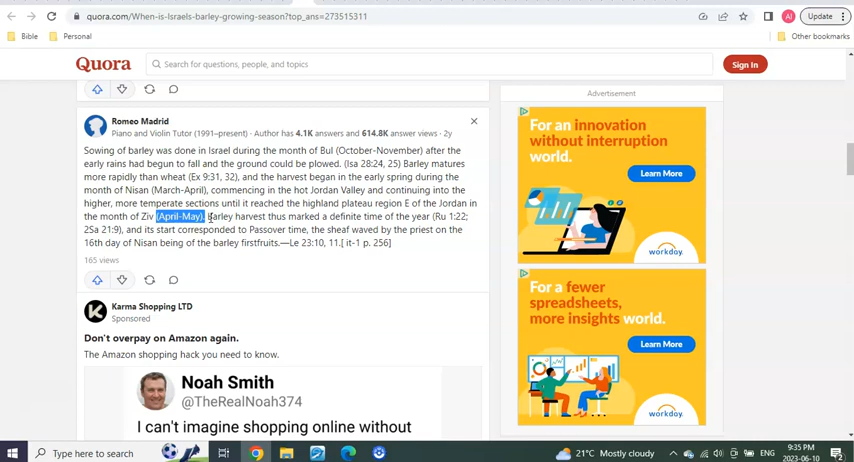 quora.com/When-is-Israels-barley-growing-season?top_ans=273515311
AI
Update
Bible
Personal
Other bookmarks
Quora
Search for questions, people, and topics
Sign In
Advertisement
Romeo Madrid
Piano and Violin Tutor (1991–present) · Author has 4.1K answers and 614.8K answer views · 2y
Sowing of barley was done in Israel during the month of Bul (October-November) after the
early rains had begun to fall and the ground could be plowed. (Isa 28:24, 25) Barley matures
more rapidly than wheat (Ex 9:31, 32), and the harvest began in the early spring during the
month of Nisan (March-April), commencing in the hot Jordan Valley and continuing into the
higher, more temperate sections until it reached the highland plateau region E of the Jordan in
the month of Ziv (April-May). Barley harvest thus marked a definite time of the year (Ru 1:22;
2Sa 21:9), and its start corresponded to Passover time, the sheaf waved by the priest on the
16th day of Nisan being of the barley firstfruits.—Le 23:10, 11.[ it-1 p. 256]
165 views
K
Karma Shopping LTD
Sponsored
Don't overpay on Amazon again.
The Amazon shopping hack you need to know.
Noah Smith
@TheRealNoah374
I can't imagine shopping online without
For an innovation
without interruption
world.
Learn More
workday.
For a fewer
spreadsheets,
more insights world.
Learn More
workday.
Type here to search
21°C Mostly cloudy
ENG
9:35 PM
2023-06-10
2